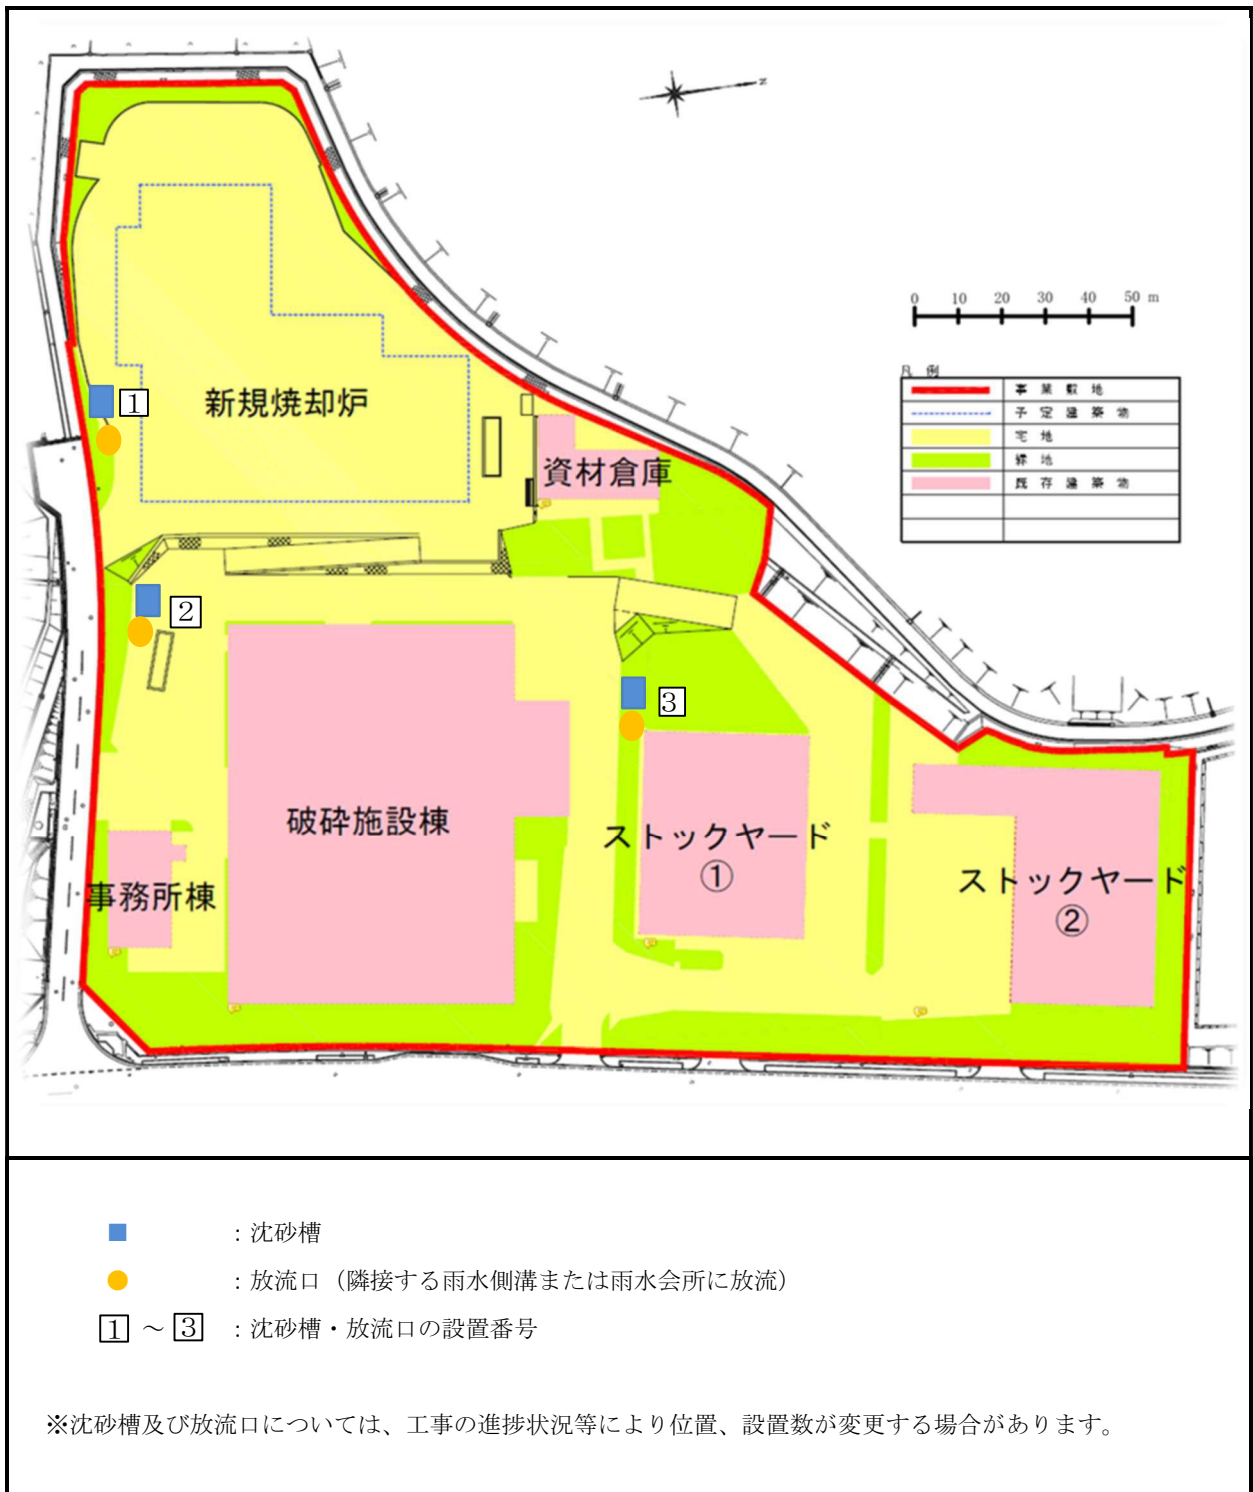 N
0 10 20 30 40 50 m
凡 例
事業敷地
予定建築物
宅地
緑地
既存建築物
1
新規焼却炉
資材倉庫
2
3
破砕施設棟
ストックヤード
①
事務所棟
ストックヤード
②
：沈砂槽
：放流口（隣接する雨水側溝または雨水会所に放流）
1 ～ 3 ：沈砂槽・放流口の設置番号
※沈砂槽及び放流口については、工事の進捗状況等により位置、設置数が変更する場合があります。